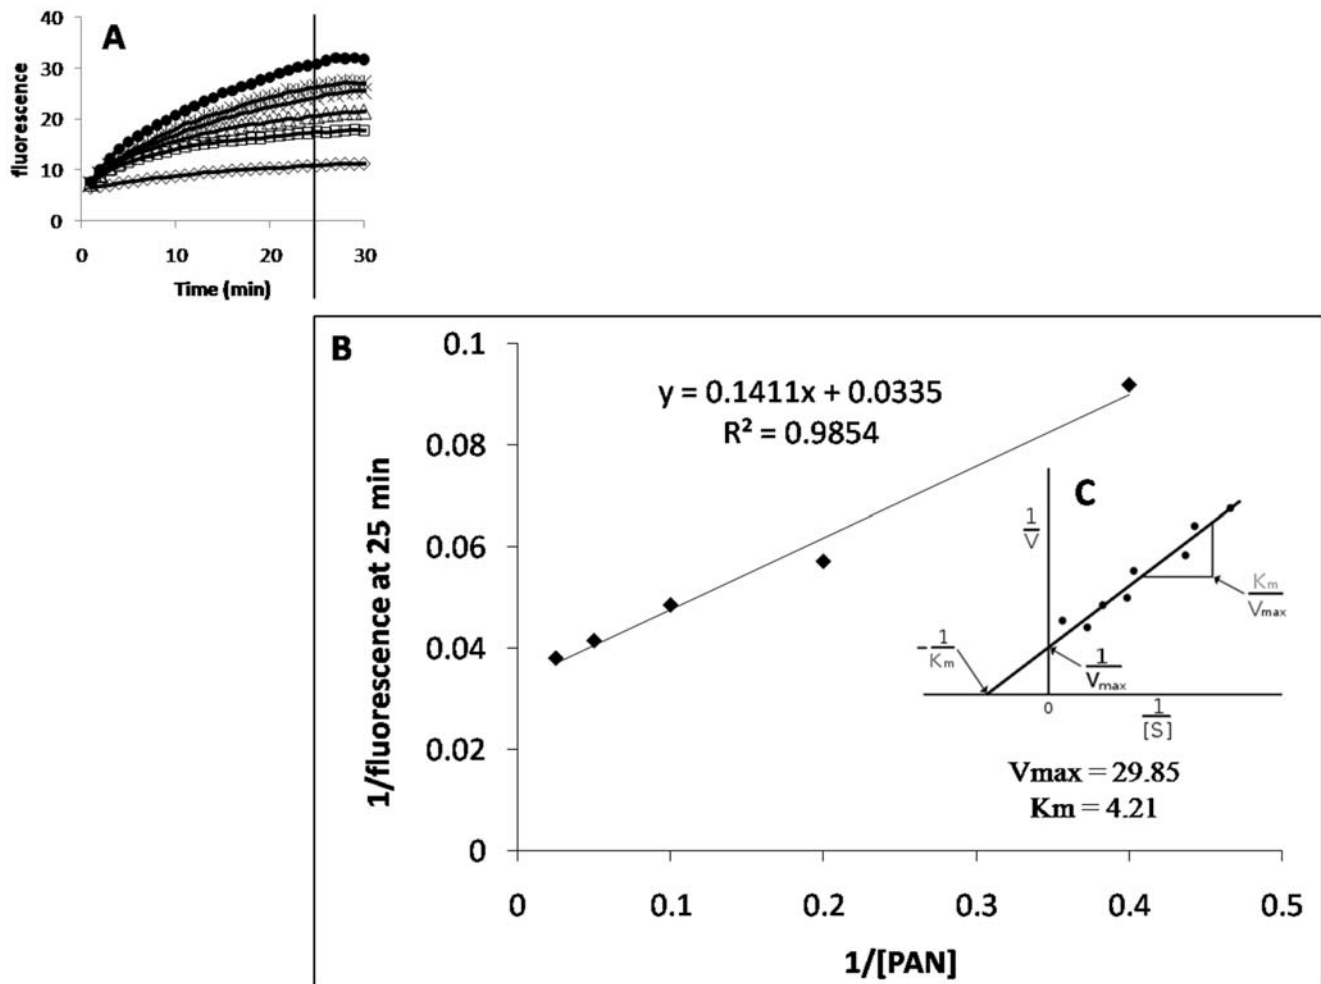 A
40
30
20
10
0
fluorescence
0 10 20 30
Time (min)
B
0.1
0.08
0.06
0.04
0.02
0
1/fluorescence at 25 min
y = 0.1411x + 0.0335
R² = 0.9854
C
1
V
Km
Vmax
- 1
Km
1
Vmax
0
1
[S]
Vmax = 29.85
Km = 4.21
0 0.1 0.2 0.3 0.4 0.5
1/[PAN]